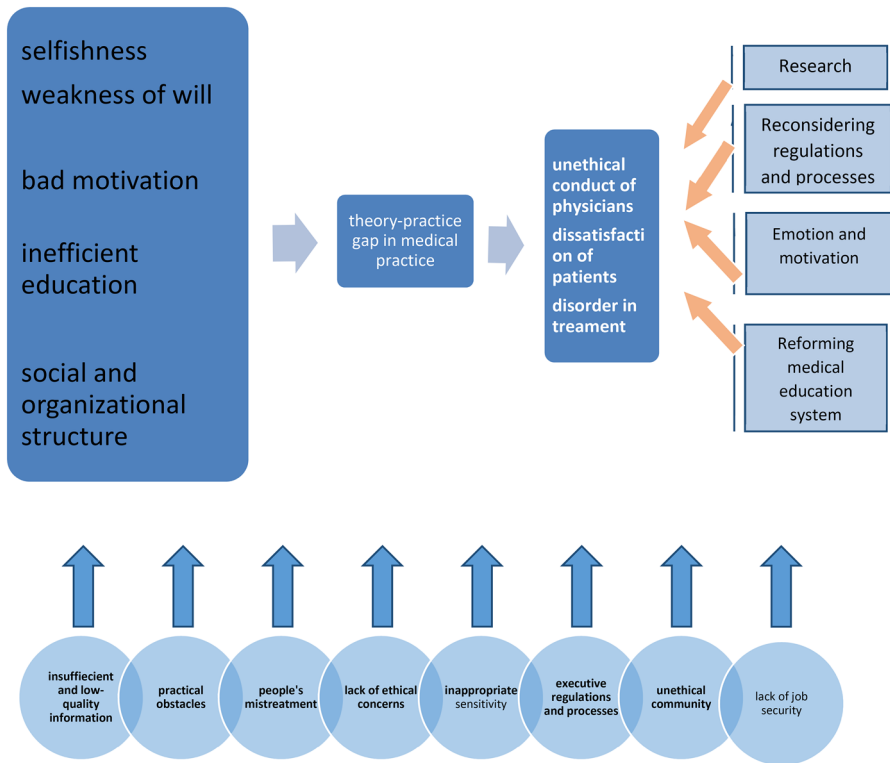 selfishness
weakness of will
bad motivation
inefficient
education
social and
organizational
structure
theory-practice
gap in medical
practice
unethical
conduct of
physicians
dissatisfacti
on of
patients
disorder in
treament
Research
Reconsidering
regulations
and processes
Emotion and
motivation
Reforming
medical
education
system
insuffiecient
and low-
quality
information
practical
obstacles
people's
mistreatment
lack of ethical
concerns
inappropriate
sensitivity
executive
regulations
and processes
unethical
community
lack of job
security